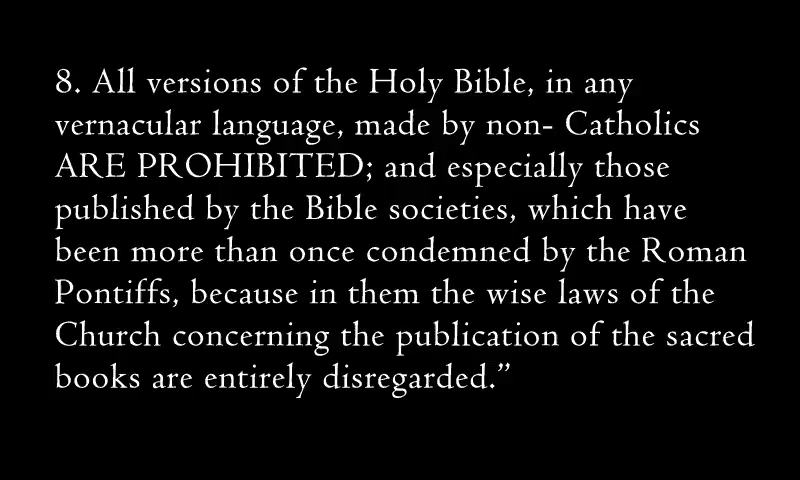 8. All versions of the Holy Bible, in any
vernacular language, made by non- Catholics
ARE PROHIBITED; and especially those
published by the Bible societies, which have
been more than once condemned by the Roman
Pontiffs, because in them the wise laws of the
Church concerning the publication of the sacred
books are entirely disregarded.”